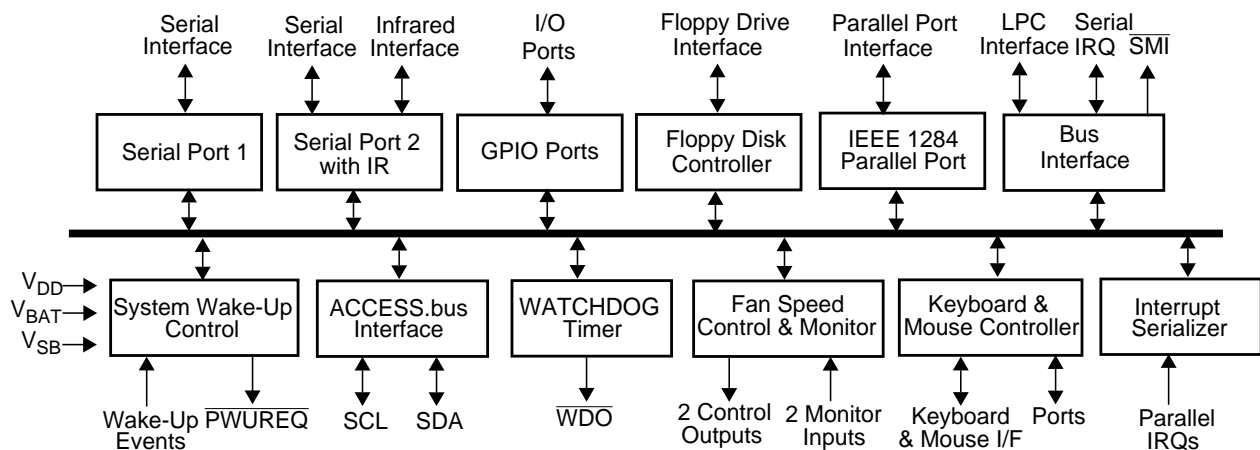 Serial
Interface
Serial
Interface
Infrared
Interface
I/O
Ports
Floppy Drive
Interface
Parallel Port
Interface
LPC
Interface
Serial
IRQ
SMI
Serial Port 1
Serial Port 2
with IR
GPIO Ports
Floppy Disk
Controller
IEEE 1284
Parallel Port
Bus
Interface
VDD
VBAT
VSB
System Wake-Up
Control
ACCESS.bus
Interface
WATCHDOG
Timer
Fan Speed
Control & Monitor
Keyboard &
Mouse Controller
Interrupt
Serializer
Wake-Up
Events
PWUREQ
SCL
SDA
WDO
2 Control
Outputs
2 Monitor
Inputs
Keyboard
& Mouse I/F
Ports
Parallel
IRQs